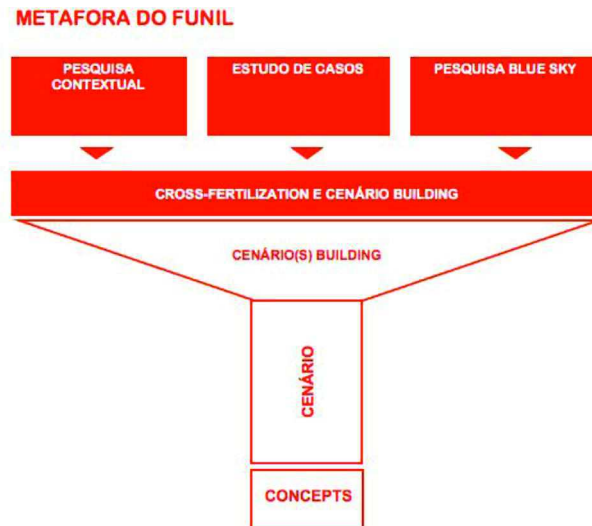 METAFORA DO FUNIL
PESQUISA
CONTEXTUAL
ESTUDO DE CASOS
PESQUISA BLUE SKY
CROSS-FERTILIZATION E CENÁRIO BUILDING
CENÁRIO(S) BUILDING
CENÁRIO
CONCEPTS